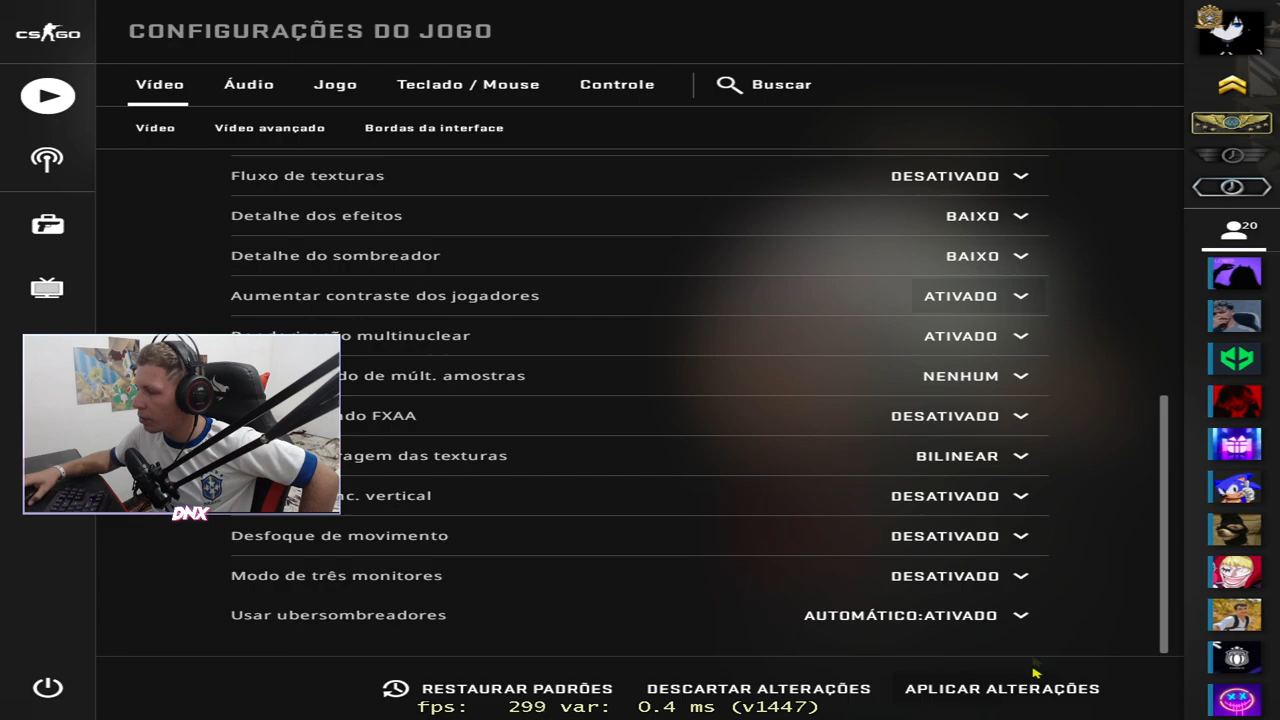 CS GO
CONFIGURAÇÕES DO JOGO
Vídeo Áudio Jogo Teclado / Mouse Controle Buscar
Vídeo Vídeo avançado Bordas da interface
20
Fluxo de texturas DESATIVADO
Detalhe dos efeitos BAIXO
Detalhe do sombreador BAIXO
Aumentar contraste dos jogadores ATIVADO
multinuclear ATIVADO
do de múlt. amostras NENHUM
ndo FXAA DESATIVADO
ragem das texturas BILINEAR
nc. vertical DESATIVADO
DNX
Desfoque de movimento DESATIVADO
Modo de três monitores DESATIVADO
Usar ubersombreadores AUTOMÁTICO:ATIVADO
RESTAURAR PADRÕES DESCARTAR ALTERAÇÕES APLICAR ALTERAÇÕES
fps: 299 var: 0.4 ms (v1447)